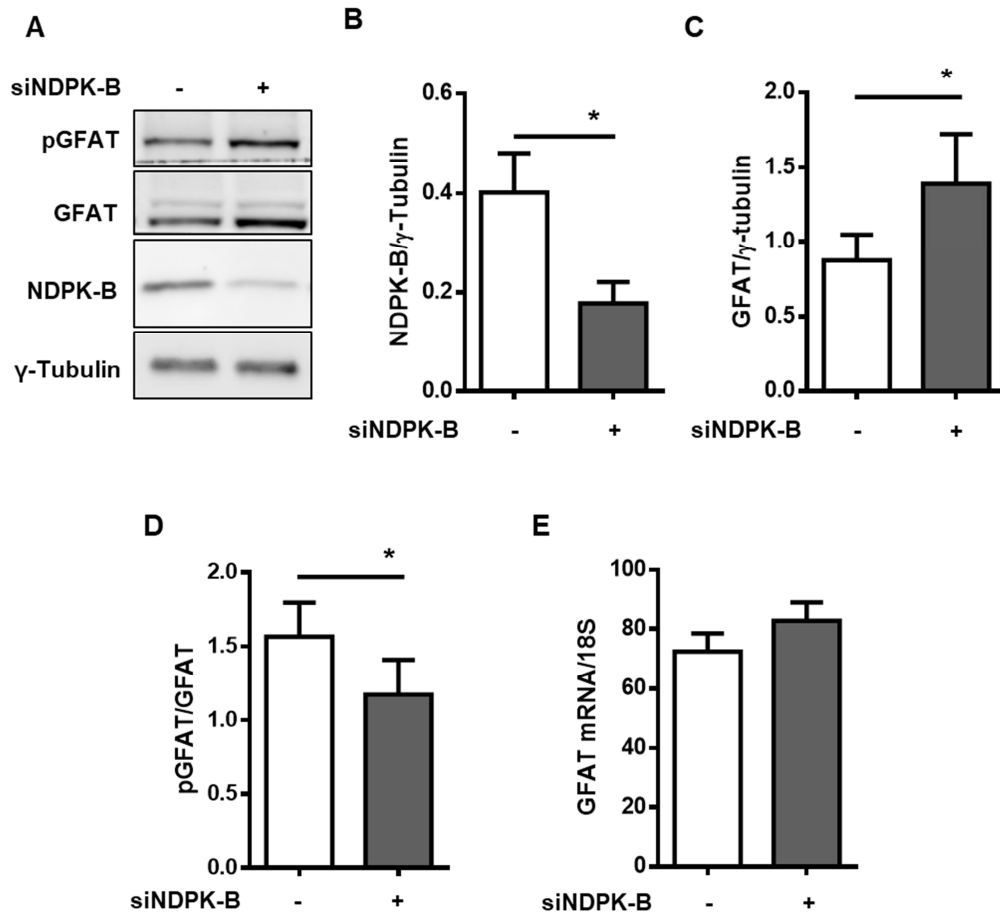 A
siNDPK-B - +
pGFAT
GFAT
NDPK-B
γ-Tubulin
B
NDPK-B/γ-Tubulin
0.6
0.4
0.2
0.0
*
siNDPK-B - +
C
GFAT/γ-tubulin
2.0
1.5
1.0
0.5
0.0
*
siNDPK-B - +
D
pGFAT/GFAT
2.0
1.5
1.0
0.5
0.0
*
siNDPK-B - +
E
GFAT mRNA/18S
100
80
60
40
20
0
siNDPK-B - +